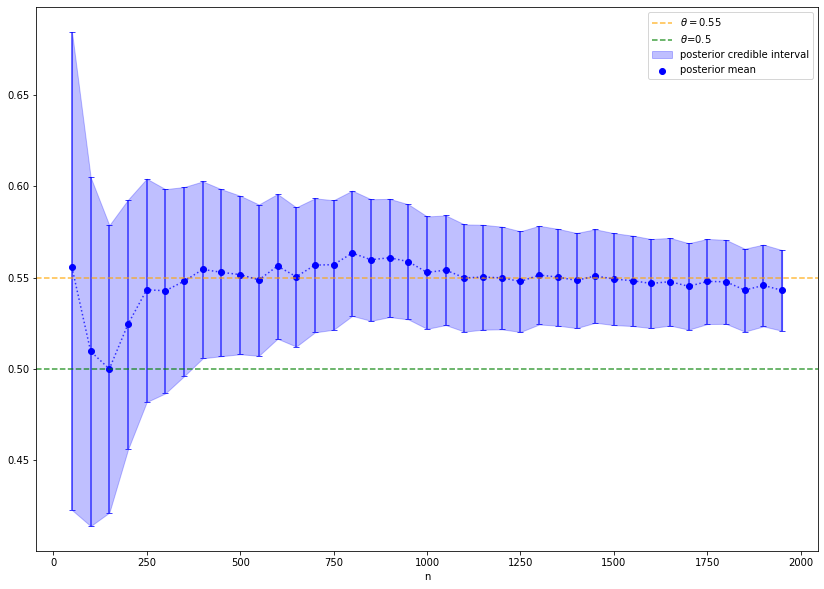 θ = 0.55
θ=0.5
posterior credible interval
posterior mean
0.65
0.60
0.55
0.50
0.45
0 250 500 750 1000 1250 1500 1750 2000
n